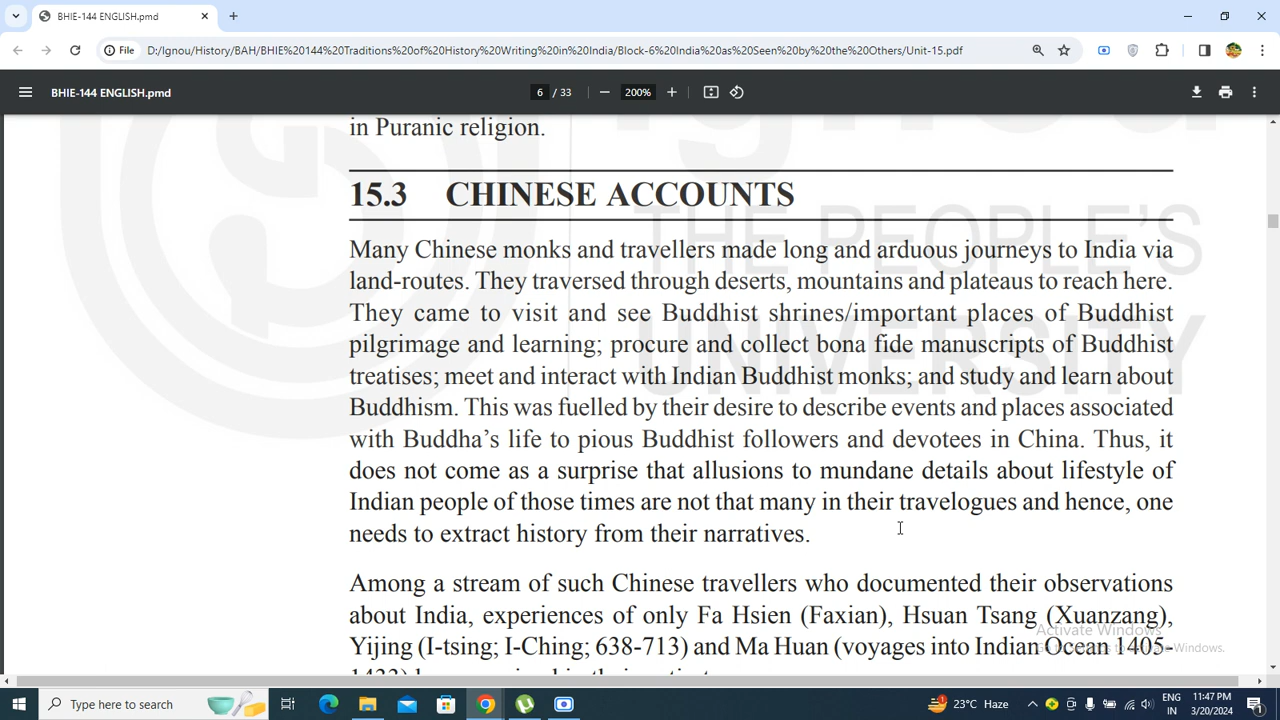 BHIE-144 ENGLISH.pmd
File D:/Ignou/History/BAH/BHIE%20144%20Traditions%20of%20History%20Writing%20in%20India/Block-6%20India%20as%20Seen%20by%20the%20Others/Unit-15.pdf
BHIE-144 ENGLISH.pmd 6 / 33 200%
in Puranic religion.
15.3 CHINESE ACCOUNTS
THE PEOPLE'S
UNIVERSITY
Many Chinese monks and travellers made long and arduous journeys to India via
land-routes. They traversed through deserts, mountains and plateaus to reach here.
They came to visit and see Buddhist shrines/important places of Buddhist
pilgrimage and learning; procure and collect bona fide manuscripts of Buddhist
treatises; meet and interact with Indian Buddhist monks; and study and learn about
Buddhism. This was fuelled by their desire to describe events and places associated
with Buddha's life to pious Buddhist followers and devotees in China. Thus, it
does not come as a surprise that allusions to mundane details about lifestyle of
Indian people of those times are not that many in their travelogues and hence, one
needs to extract history from their narratives.
Among a stream of such Chinese travellers who documented their observations
about India, experiences of only Fa Hsien (Faxian), Hsuan Tsang (Xuanzang),
Yijing (I-tsing; I-Ching; 638-713) and Ma Huan (voyages into Indian Ocean 1405-
Activate Windows
Type here to search
23°C Haze
ENG
IN
11:47 PM
3/20/2024